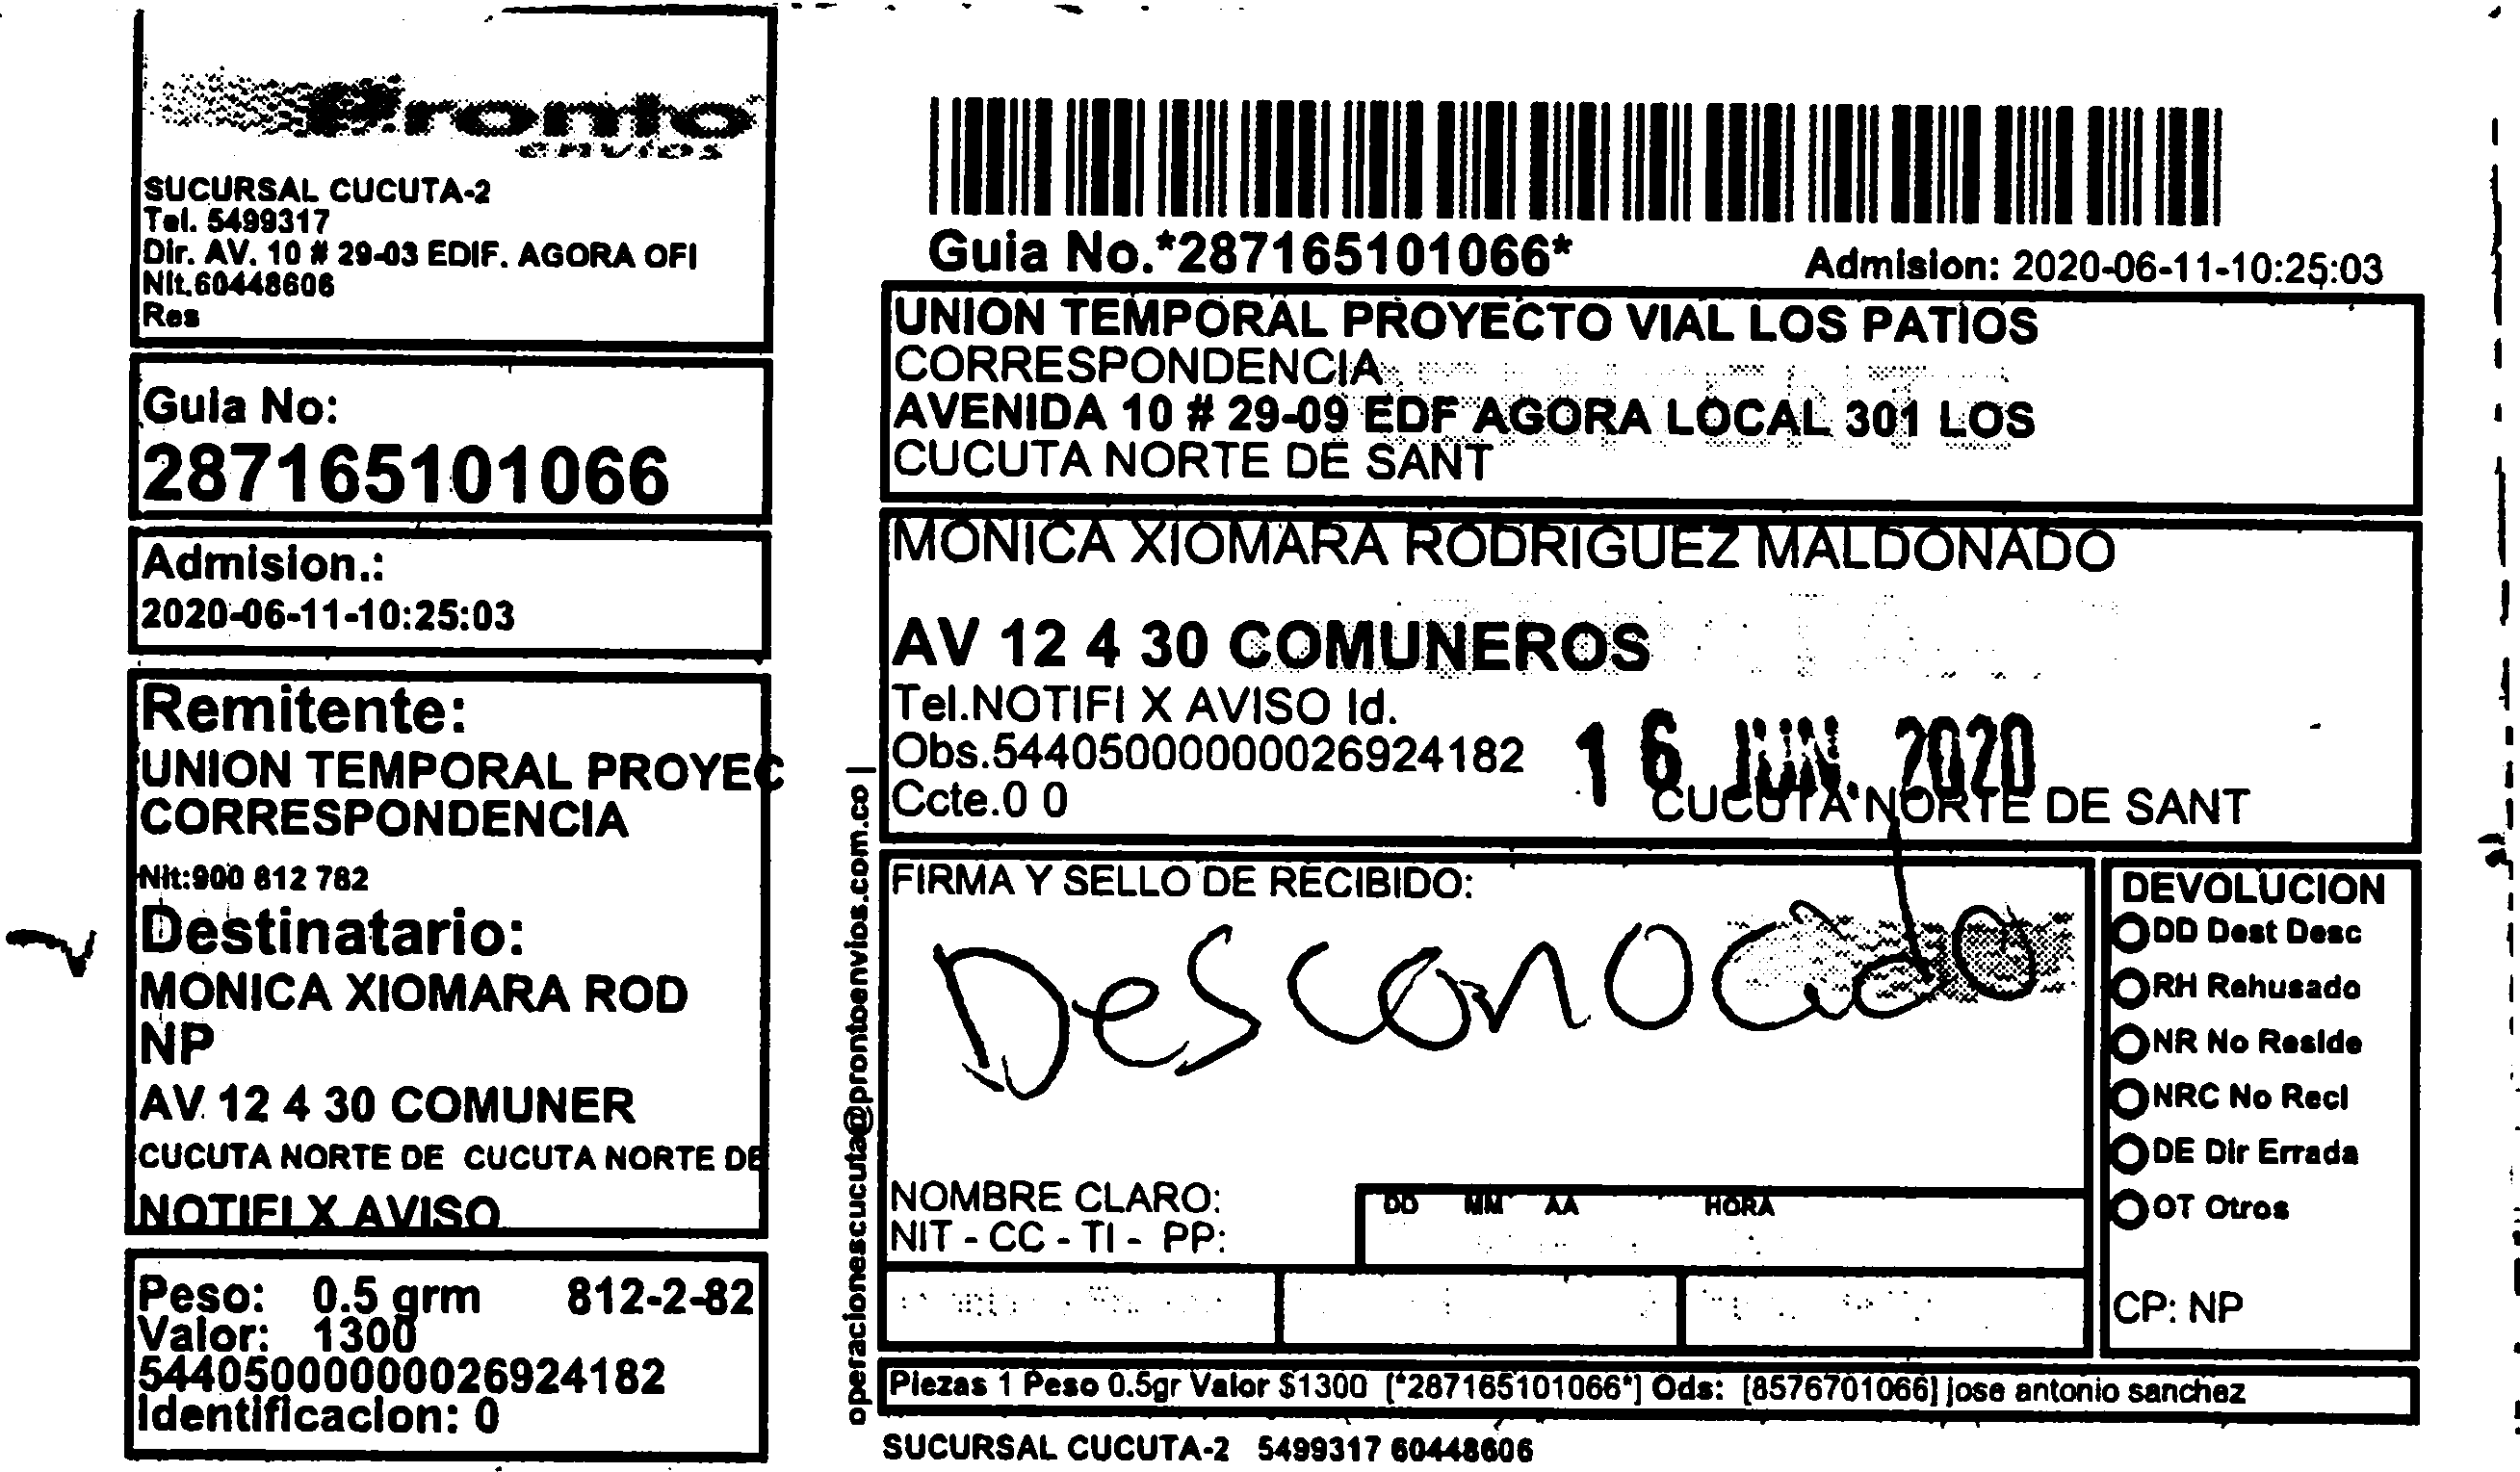 Pronto
envios
SUCURSAL CUCUTA-2
Tel. 5499317
Dir. AV. 10 # 29-03 EDIF. AGORA OFI
Nit.60448606
Res
Guia No:
287165101066
Admision.:
2020-06-11-10:25:03
Remitente:
UNION TEMPORAL PROYEC
CORRESPONDENCIA
Nit:900 812 782
Destinatario:
MONICA XIOMARA ROD
NP
AV 12 4 30 COMUNER
CUCUTA NORTE DE CUCUTA NORTE DE
NOTIFI X AVISO
Peso: 0.5 grm 812-2-82
Valor: 1300
544050000000026924182
Identificacion: 0
operacionescucuta@prontoenvios.com.co |
Guia No.*287165101066*
Admision: 2020-06-11-10:25:03
UNION TEMPORAL PROYECTO VIAL LOS PATIOS
CORRESPONDENCIA
AVENIDA 10 # 29-09 EDF AGORA LOCAL 301 LOS
CUCUTA NORTE DE SANT
MONICA XIOMARA RODRIGUEZ MALDONADO
AV 12 4 30 COMUNEROS
Tel.NOTIFI X AVISO Id.
Obs.544050000000026924182
16 JUN. 2020
Ccte.0 0
CUCUTA NORTE DE SANT
FIRMA Y SELLO DE RECIBIDO:
Desconocido
NOMBRE CLARO:
NIT - CC - TI - PP:
DD MM AA HORA
DEVOLUCION
DD Dest Desc
RH Rehusado
NR No Reside
NRC No Recl
DE Dir Errada
OT Otros
CP: NP
Piezas 1 Peso 0.5gr Valor $1300 [*287165101066*] Ods: [8576701066] jose antonio sanchez
SUCURSAL CUCUTA-2 5499317 60448606